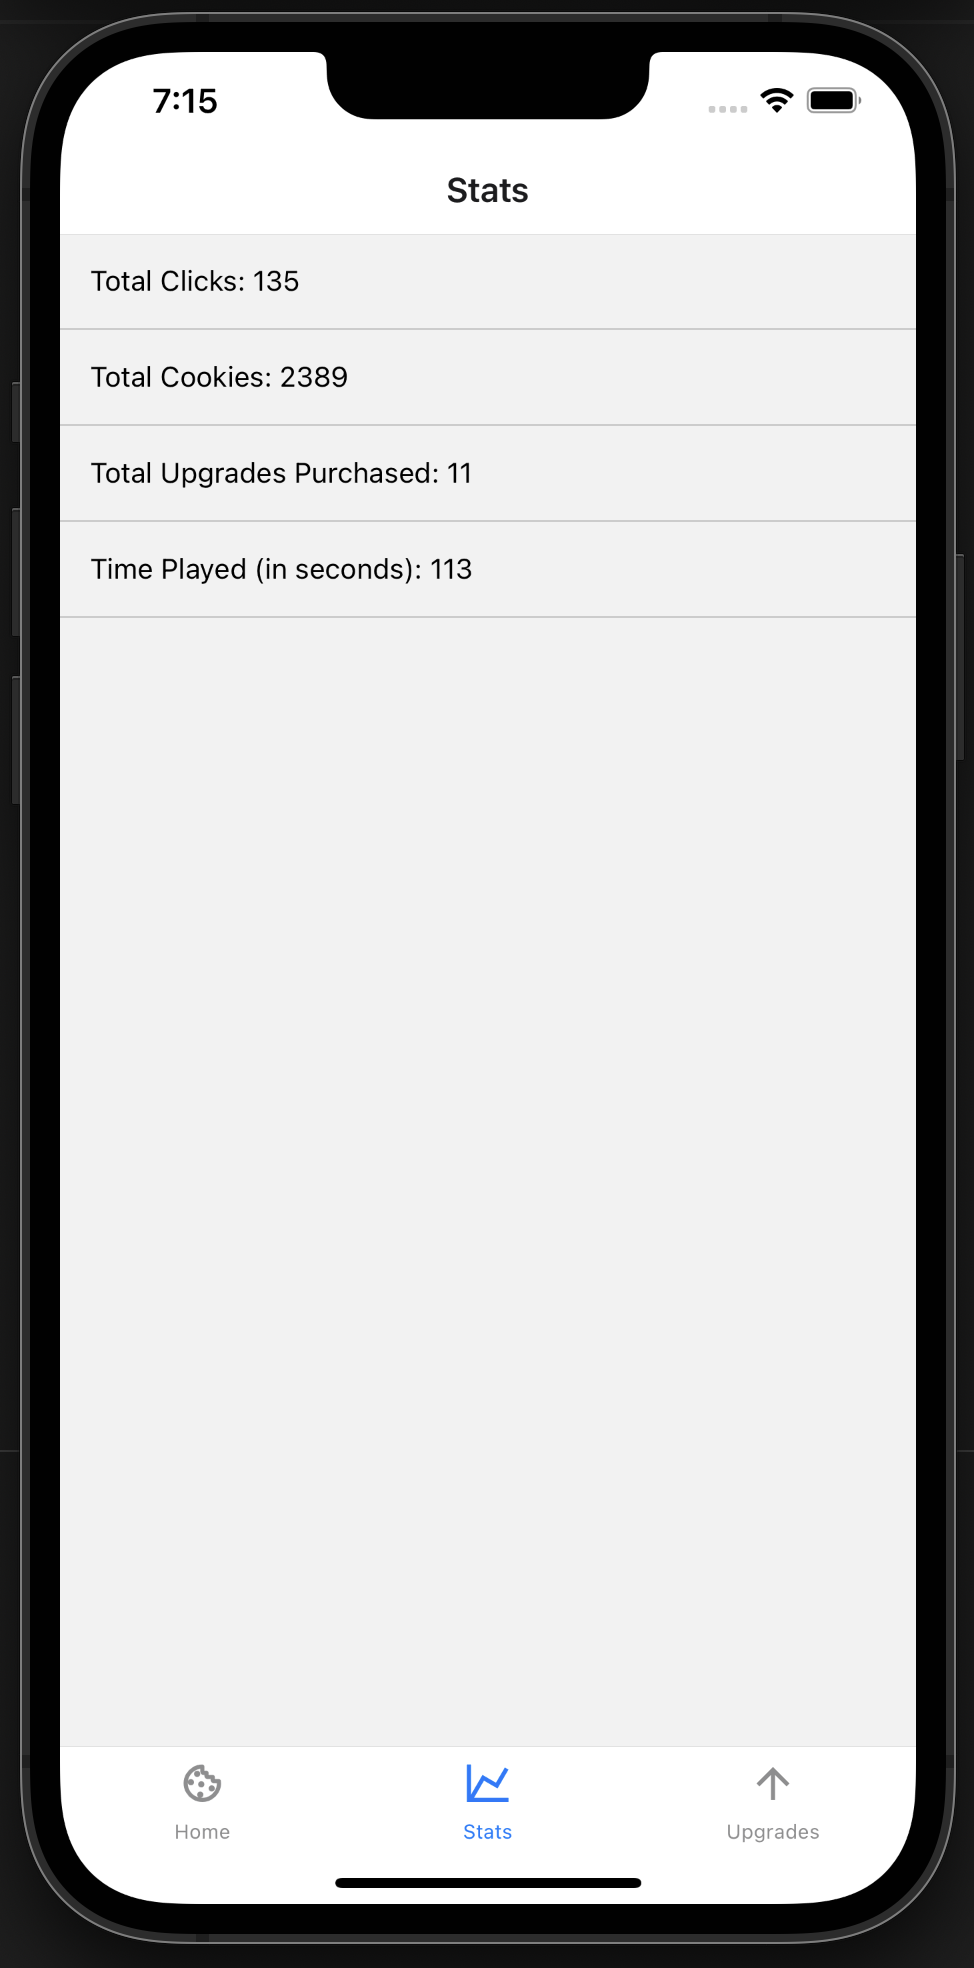 7:15
Stats
Total Clicks: 135
Total Cookies: 2389
Total Upgrades Purchased: 11
Time Played (in seconds): 113
Home
Stats
Upgrades